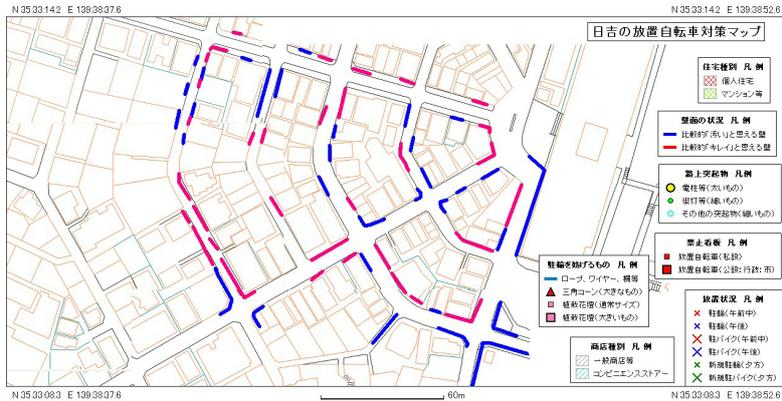 N 35:33:14.2 E 139:38:37.6
N 35:33:14.2 E 139:38:52.6
日吉の放置自転車対策マップ
住宅種別 凡 例
個人住宅
マンション等
壁面の状況 凡 例
比較的「汚い」と思える壁
比較的「キレイ」と思える壁
路上突起物 凡例
電柱等(太いもの)
街灯等(細いもの)
その他の突起物(細いもの)
禁止看板 凡 例
放置自転車(私設)
放置自転車(公設:行政:市)
駐輪を妨げるもの 凡 例
ロープ、ワイヤー、柵等
三角コーン(大きなもの)
植栽花壇(通常サイズ)
植栽花壇(大きいもの)
放置状況 凡 例
駐輪(午前中)
駐輪(午後)
駐バイク(午前中)
駐バイク(午後)
新規駐輪(夕方)
新規駐バイク(夕方)
商店種別 凡 例
一般商店等
コンビニエンスストアー
N 35:33:08.3 E 139:38:37.6
60m
N 35:33:08.3 E 139:38:52.6